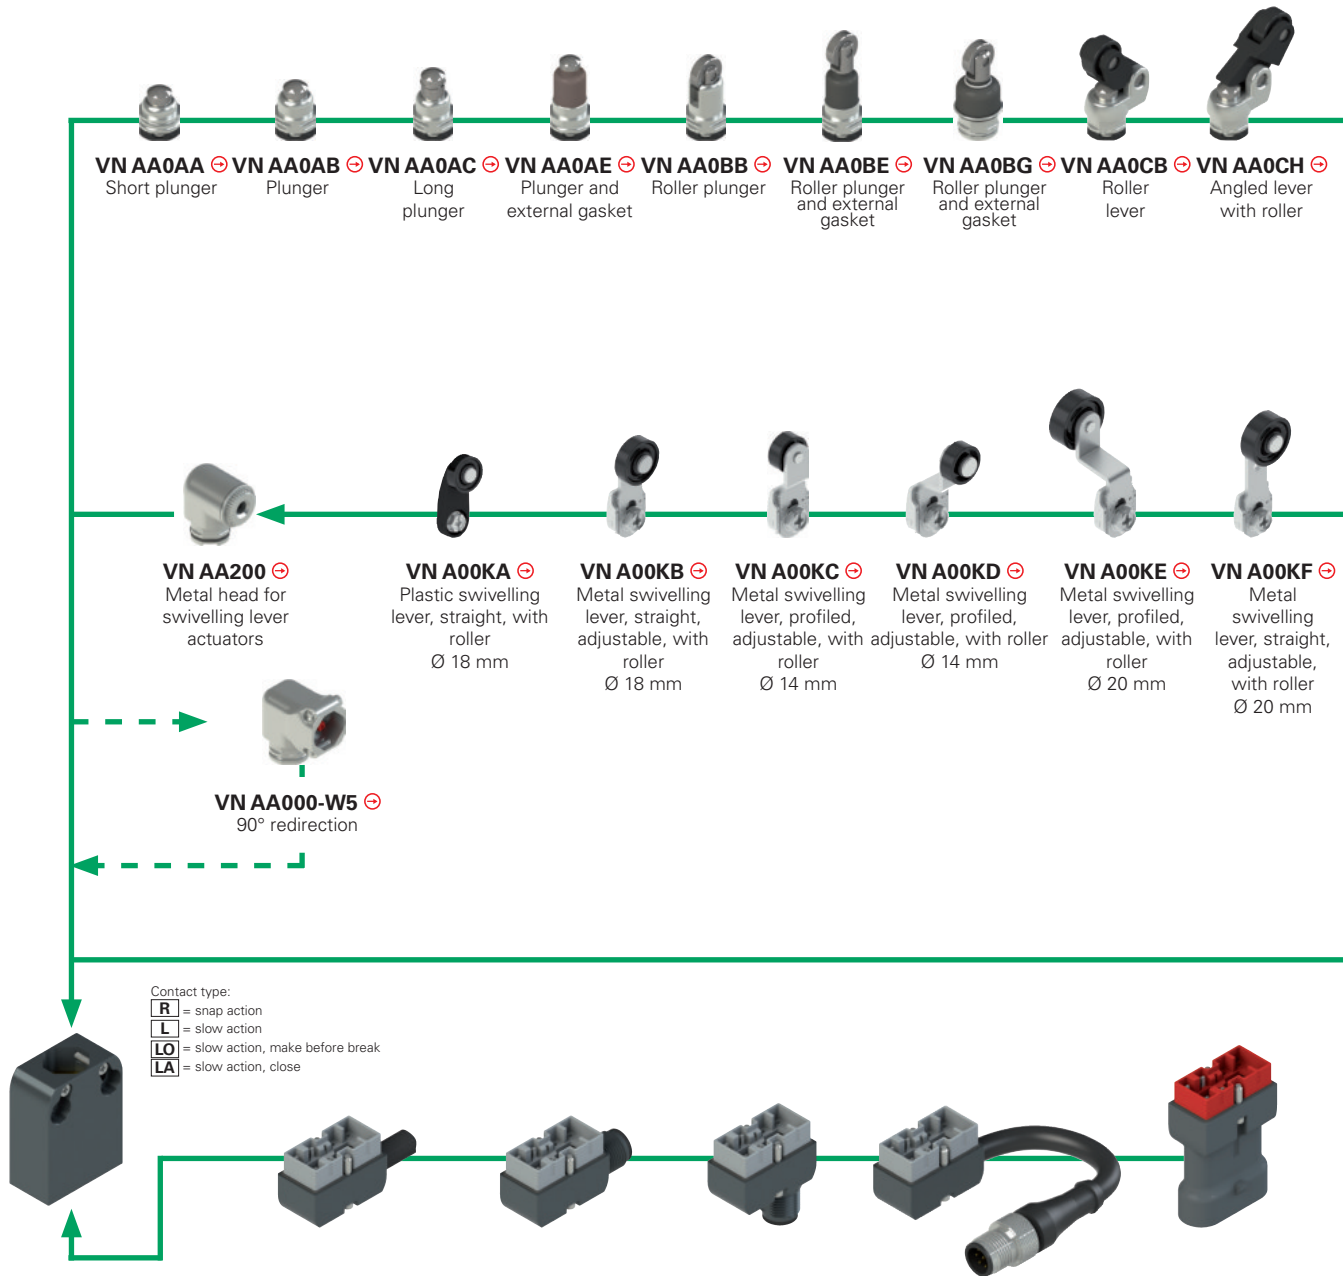 VN AA0AA
Short plunger
VN AA0AB
Plunger
VN AA0AC
Long
plunger
VN AA0AE
Plunger and
external gasket
VN AA0BB
Roller plunger
VN AA0BE
Roller plunger
and external
gasket
VN AA0BG
Roller plunger
and external
gasket
VN AA0CB
Roller
lever
VN AA0CH
Angled lever
with roller
VN AA200
Metal head for
swivelling lever
actuators
VN A00KA
Plastic swivelling
lever, straight, with
roller
Ø 18 mm
VN A00KB
Metal swivelling
lever, straight,
adjustable, with
roller
Ø 18 mm
VN A00KC
Metal swivelling
lever, profiled,
adjustable, with
roller
Ø 14 mm
VN A00KD
Metal swivelling
lever, profiled,
adjustable, with roller
Ø 14 mm
VN A00KE
Metal swivelling
lever, profiled,
adjustable, with
roller
Ø 20 mm
VN A00KF
Metal
swivelling
lever, straight,
adjustable,
with roller
Ø 20 mm
VN AA000-W5
90° redirection
Contact type:
R = snap action
L = slow action
LO = slow action, make before break
LA = slow action, close